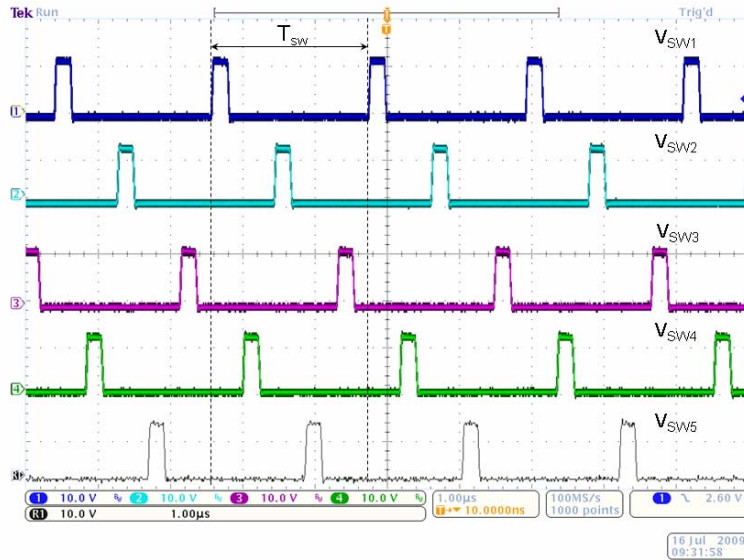 Tek Run Trig'd
T
T
TSW
VSW1
1
VSW2
2
VSW3
3
VSW4
4
VSW5
R1
1 10.0 V 2 10.0 V 3 10.0 V 4 10.0 V
R1 10.0 V 1.00µs
1.00µs
T→▼ 10.0000ns
100MS/s
1000 points
1 2.60 V
16 Jul 2009
09:31:58